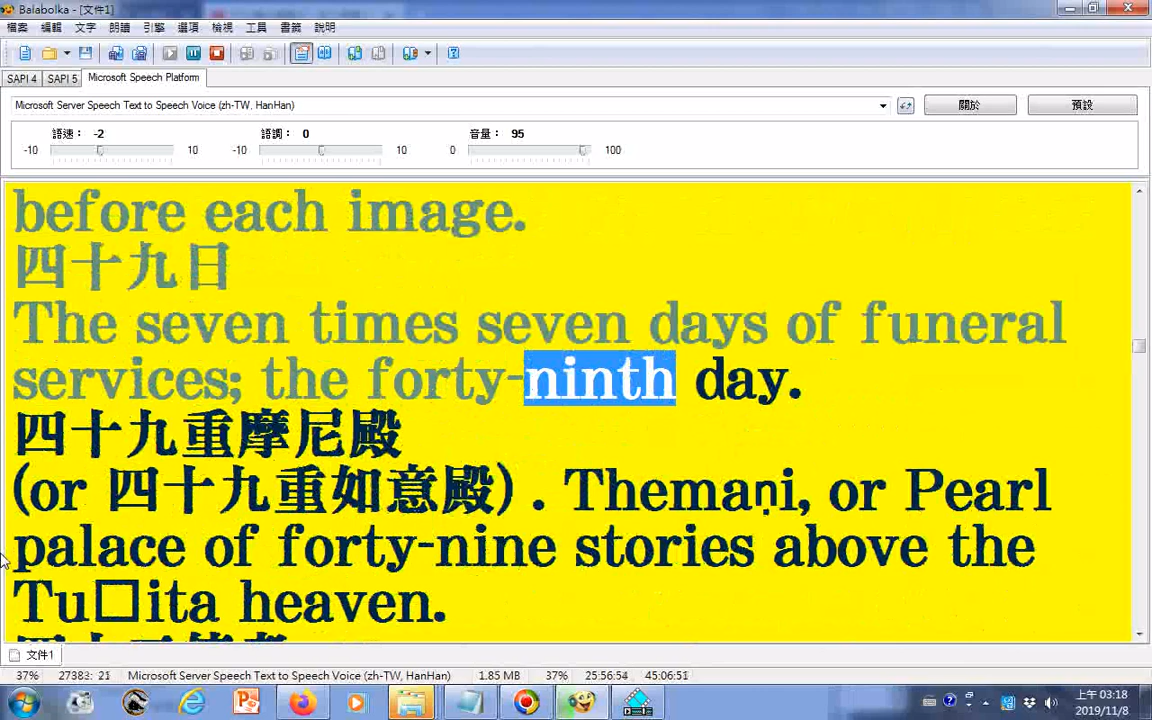 Balabolka - [文件1]
檔案 編輯 文字 朗讀 引擎 選項 檢視 工具 書籤 說明
SAPI 4 SAPI 5 Microsoft Speech Platform
Microsoft Server Speech Text to Speech Voice (zh-TW, HanHan) 關於 預設
語速： -2 語調： 0 音量： 95
-10 10 -10 10 0 100
before each image.
四十九日
The seven times seven days of funeral
services; the forty-ninth day.
四十九重摩尼殿
(or 四十九重如意殿) . Themaṇi, or Pearl
palace of forty-nine stories above the
Tu□ita heaven.
文件1
37% 27383: 21 Microsoft Server Speech Text to Speech Voice (zh-TW, HanHan) 1.85 MB 37% 25:56:54 45:06:51
上午 03:18
2019/11/8